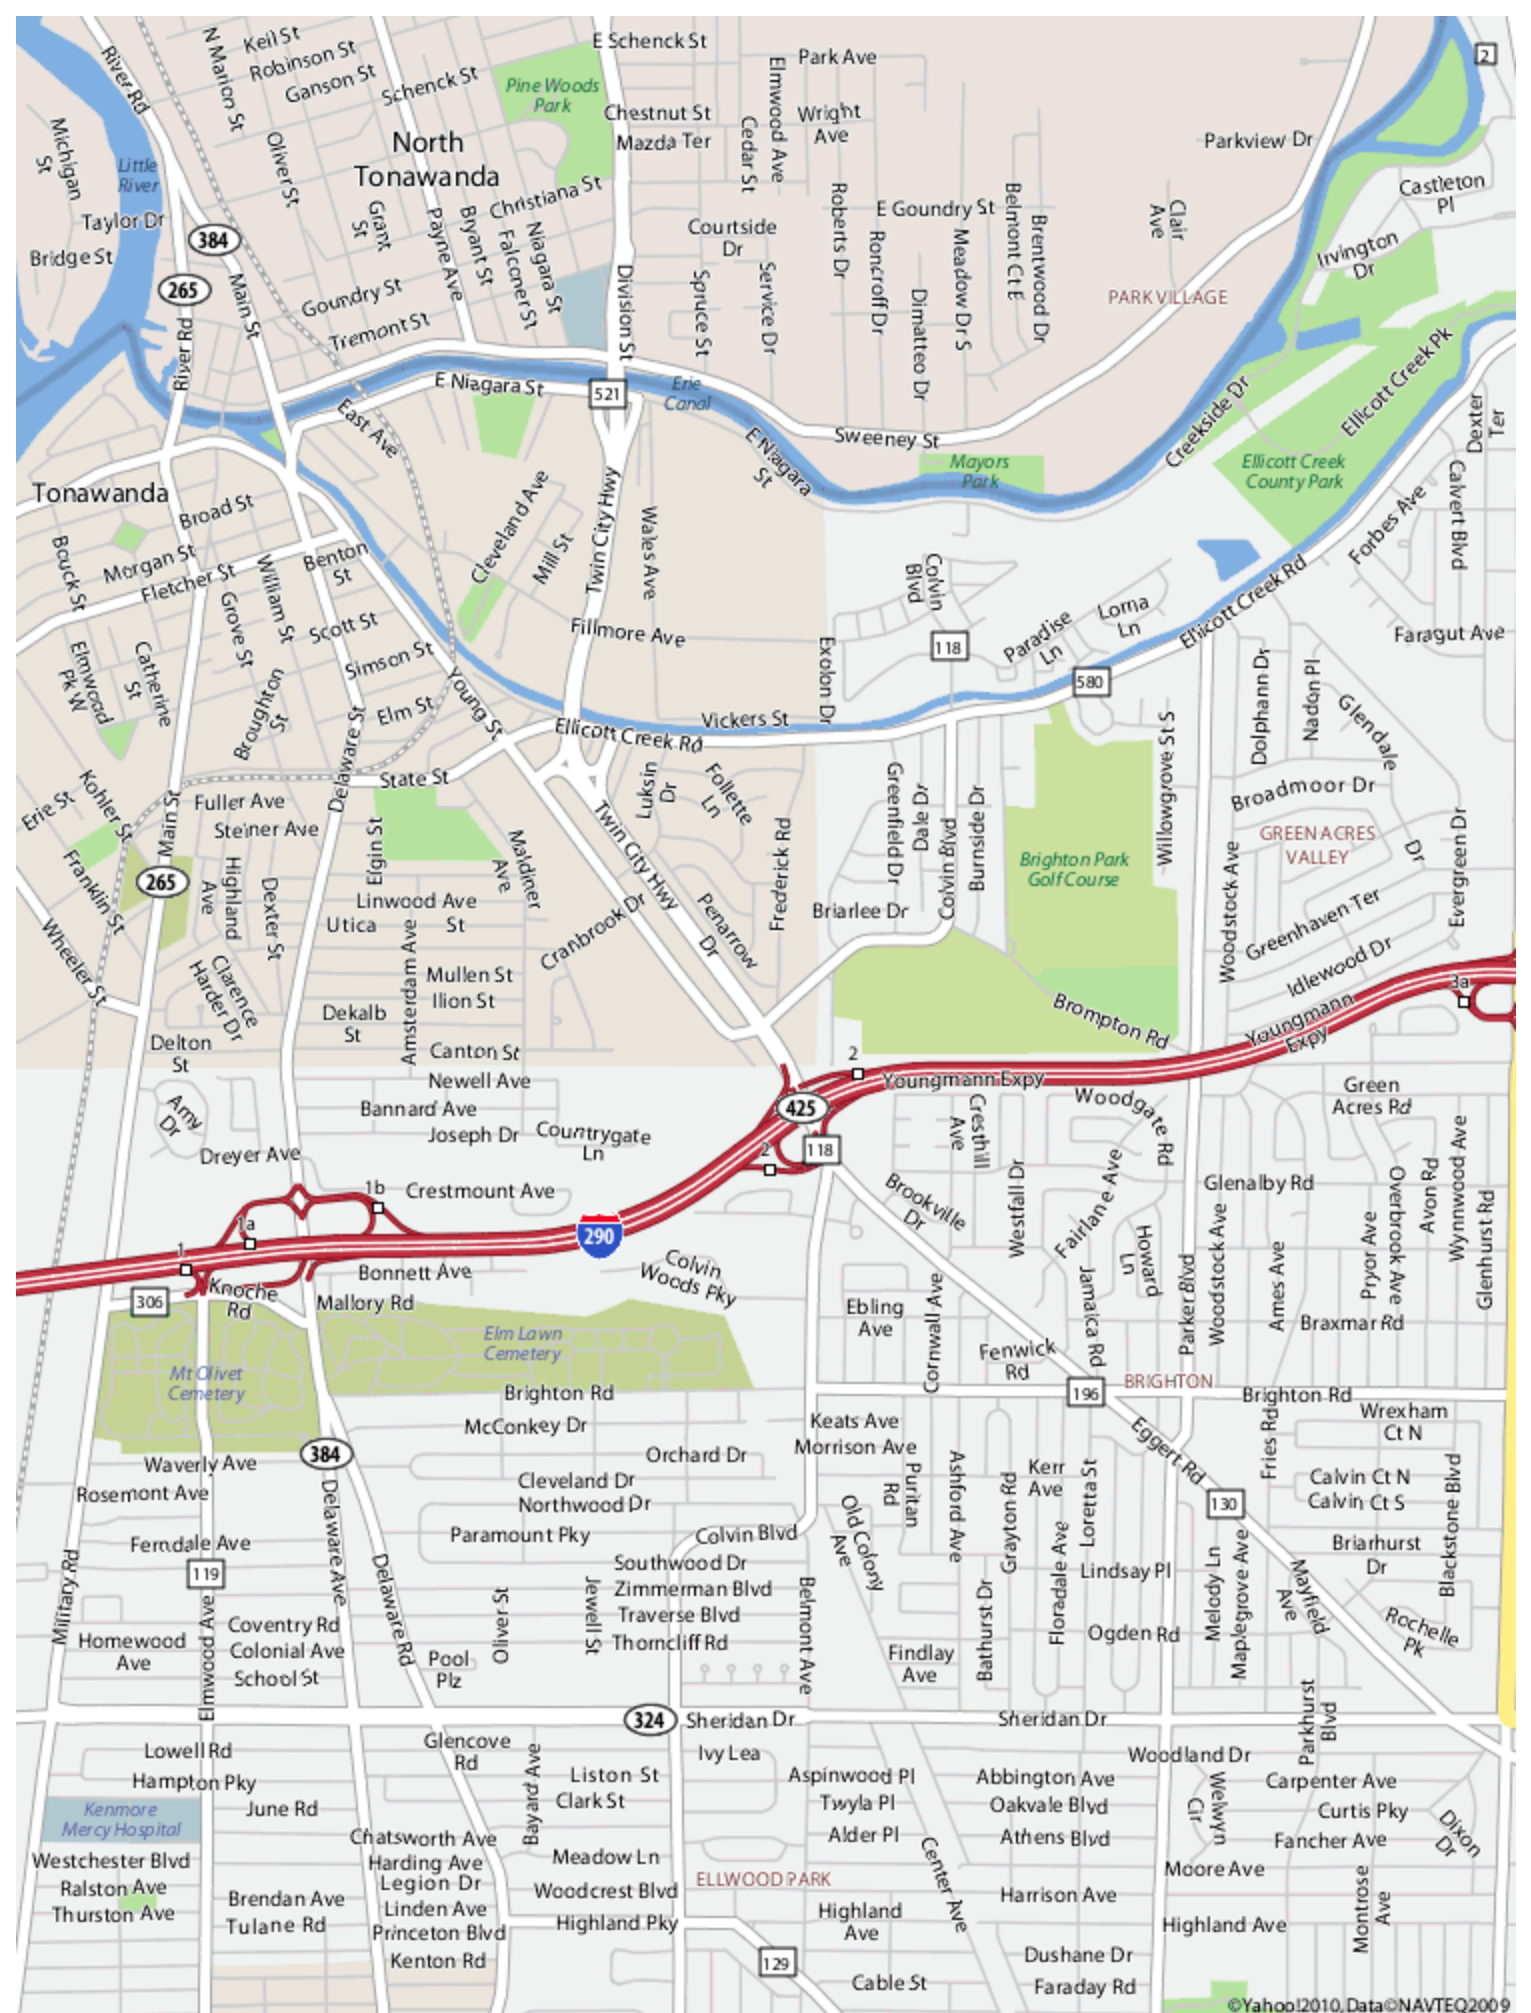 E Schenck St
Keil St
N Marion St
Robinson St
Ganson St
Park Ave
2
River Rd
Schenck St
Pine Woods
Park
Elmwood Ave
Chestnut St
Wright
Ave
North
Tonawanda
Mazda Ter
Cedar St
Parkview Dr
Michigan
St
Little
River
Oliver St
Christiana St
Castleton
Pl
Taylor Dr
Grant
St
Payne Ave
Bryant St
Falconer St
Niagara St
Courtside
Dr
Roberts Dr
E Goundry St
Belmont Ct E
Brentwood Dr
Clair
Ave
384
Bridge St
Roncroff Dr
Meadow Dr S
Irvington
Dr
265
Main St
Goundry St
Division St
Spruce St
Service Dr
Dimatteo Dr
PARK VILLAGE
Tremont St
River Rd
E Niagara St
521
Erie
Canal
Ellicott Creek Pk
Creekside Dr
Dexter
Ter
East Ave
Sweeney St
E Niagara
St
Mayors
Park
Ellicott Creek
County Park
Tonawanda
Broad St
Cleveland Ave
Twin City Hwy
Wales Ave
Calvert Blvd
Forbes Ave
Bouck St
Morgan St
Fletcher St
William St
Benton
St
Mill St
Colvin
Blvd
Ellicott Creek Rd
Grove St
Scott St
Fillmore Ave
Exolon Dr
118
Paradise
Ln
Lorna
Ln
Faragut Ave
Elmwood
Pk W
Catherine
St
Simson St
580
Dolphann Dr
Nadon Pl
Glendale
Dr
Broughton
St
Elm St
Young St
Vickers St
Ellicott Creek Rd
Willowgrove St S
State St
Delaware St
Luksin
Dr
Follette
Ln
Greenfield Dr
Dale Dr
Colvin Blvd
Burnside Dr
Broadmoor Dr
Erie St
Kohler St
Main St
Fuller Ave
Steiner Ave
Elgin St
Maldiner
Ave
Twin City Hwy
Frederick Rd
GREEN ACRES
VALLEY
Evergreen Dr
Franklin St
265
Highland
Ave
Dexter St
Linwood Ave
Utica
St
Cranbrook Dr
Penarrow
Dr
Briarlee Dr
Brighton Park
Golf Course
Woodstock Ave
Greenhaven Ter
Idlewood Dr
Wheeler St
Clarence
Harder Dr
Amsterdam Ave
Mullen St
Ilion St
Dekalb
St
3a
Brompton Rd
Youngmann
Expy
Delton
St
Canton St
Newell Ave
2
Youngmann Expy
Green
Acres Rd
Amy
Dr
Bannard Ave
Joseph Dr
Countrygate
Ln
425
118
2
Cresthill
Ave
Woodgate Rd
Dreyer Ave
Crestmount Ave
Brookville
Dr
Westfall Dr
Fairlane Ave
Howard
Ln
Glenalby Rd
Avon Rd
Wynnwood Ave
Overbrook Ave
Pryor Ave
Glenhurst Rd
1b
1a
1
290
Bonnett Ave
Colvin
Woods Pky
Knoche
Rd
306
Mallory Rd
Ebling
Ave
Cornwall Ave
Jamaica Rd
Parker Blvd
Woodstock Ave
Ames Ave
Braxmar Rd
Elm Lawn
Cemetery
Mt Olivet
Cemetery
Fenwick
Rd
196
BRIGHTON
Brighton Rd
Brighton Rd
McConkey Dr
Keats Ave
Morrison Ave
Wrexham
Ct N
Fries Rd
Eggert Rd
384
Orchard Dr
Waverly Ave
Rosemont Ave
Cleveland Dr
Northwood Dr
Puritan
Rd
Ashford Ave
Grayton Rd
Kerr
Ave
Loretta St
130
Calvin Ct N
Calvin Ct S
Blackstone Blvd
Delaware Ave
Paramount Pky
Colvin Blvd
Old Colony
Ave
Ferndale Ave
119
Delaware Rd
Southwood Dr
Zimmerman Blvd
Traverse Blvd
Thorncliff Rd
Floradale Ave
Lindsay Pl
Melody Ln
Maplegrove Ave
Mayfield
Ave
Briarhurst
Dr
Military Rd
Oliver St
Jewell St
Belmont Ave
Bathurst Dr
Coventry Rd
Colonial Ave
School St
Homewood
Ave
Elmwood Ave
Pool
Plz
Findlay
Ave
Ogden Rd
Rochelle
Pk
Parkhurst
Blvd
324
Sheridan Dr
Sheridan Dr
Lowell Rd
Glencove
Rd
Bayard Ave
Ivy Lea
Woodland Dr
Hampton Pky
Liston St
Clark St
Aspinwood Pl
Twyla Pl
Alder Pl
Abbington Ave
Oakvale Blvd
Athens Blvd
Welwyn
Cir
Carpenter Ave
Curtis Pky
Fancher Ave
Dixon
Dr
June Rd
Kenmore
Mercy Hospital
Westchester Blvd
Ralston Ave
Thurston Ave
Chatsworth Ave
Harding Ave
Legion Dr
Linden Ave
Princeton Blvd
Kenton Rd
Meadow Ln
Woodcrest Blvd
Highland Pky
ELLWOOD PARK
Center Ave
Moore Ave
Harrison Ave
Montrose
Ave
Brendan Ave
Tulane Rd
Highland
Ave
Highland Ave
129
Dushane Dr
Cable St
Faraday Rd
©Yahoo!2010,Data©NAVTEQ2009